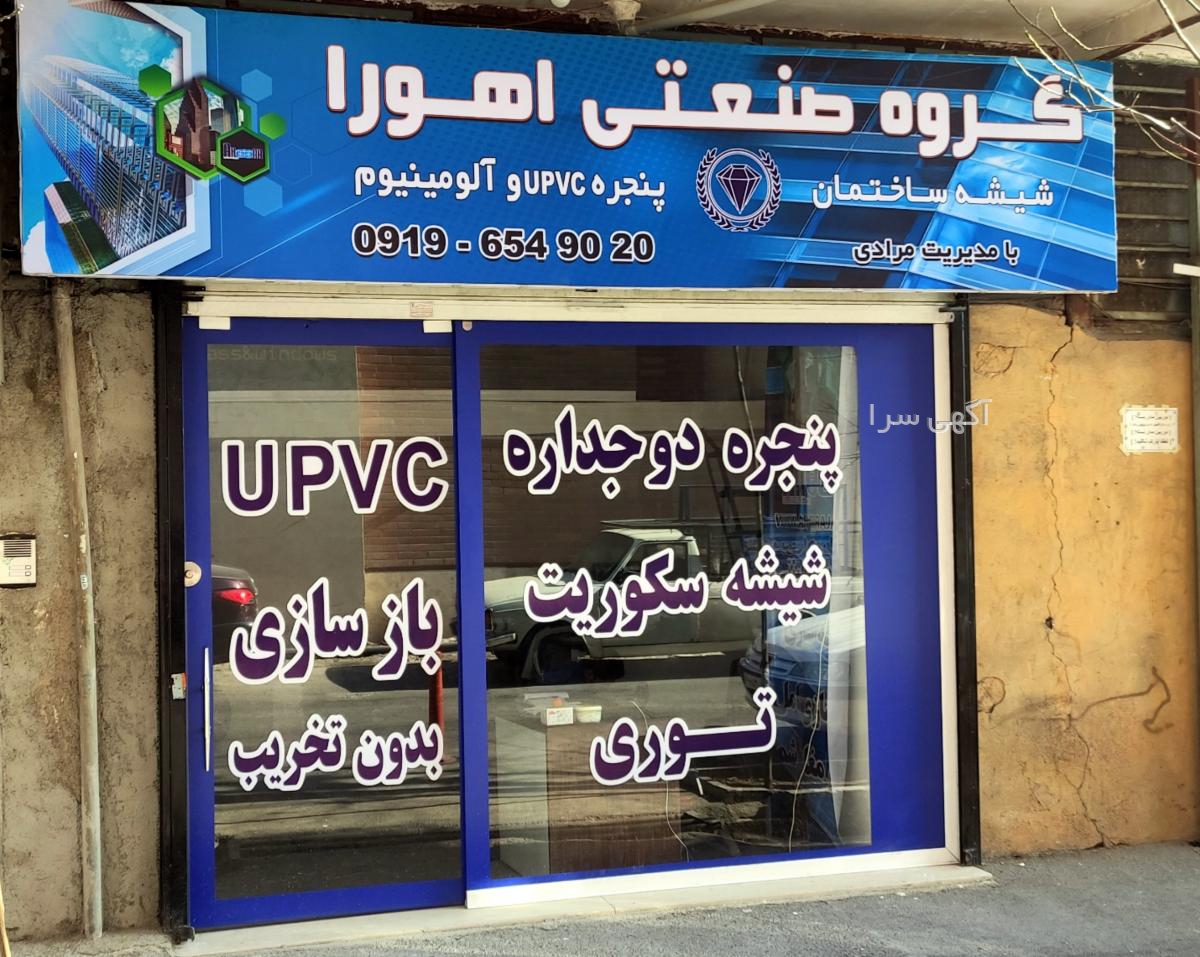 گروه صنعتی اهورا
شیشه ساختمان
پنجره UPVC و آلومینیوم
با مدیریت مرادی
0919 - 654 90 20
آگهی سرا
پنجره دوجداره
شیشه سکوریت
توری
UPVC
باز سازی
بدون تخریب